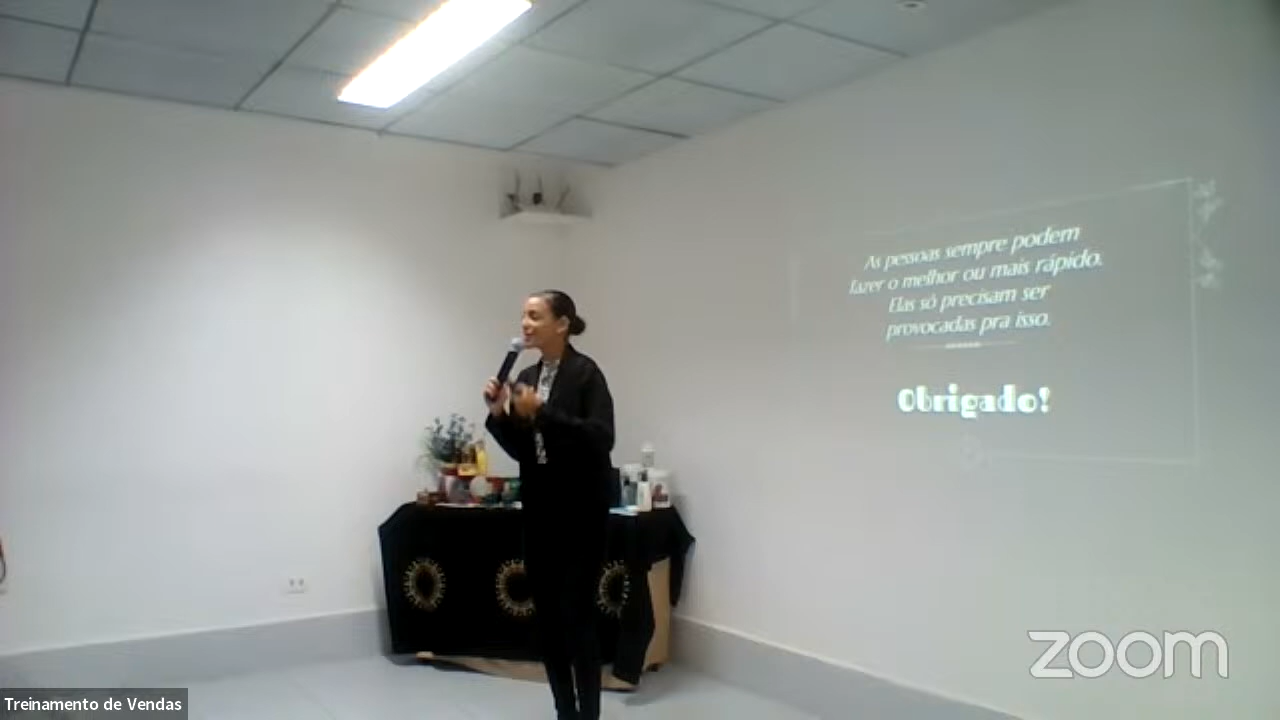 As pessoas sempre podem
fazer o melhor ou mais rápido.
Elas só precisam ser
provocadas pra isso.
Obrigado!
zoom
Treinamento de Vendas